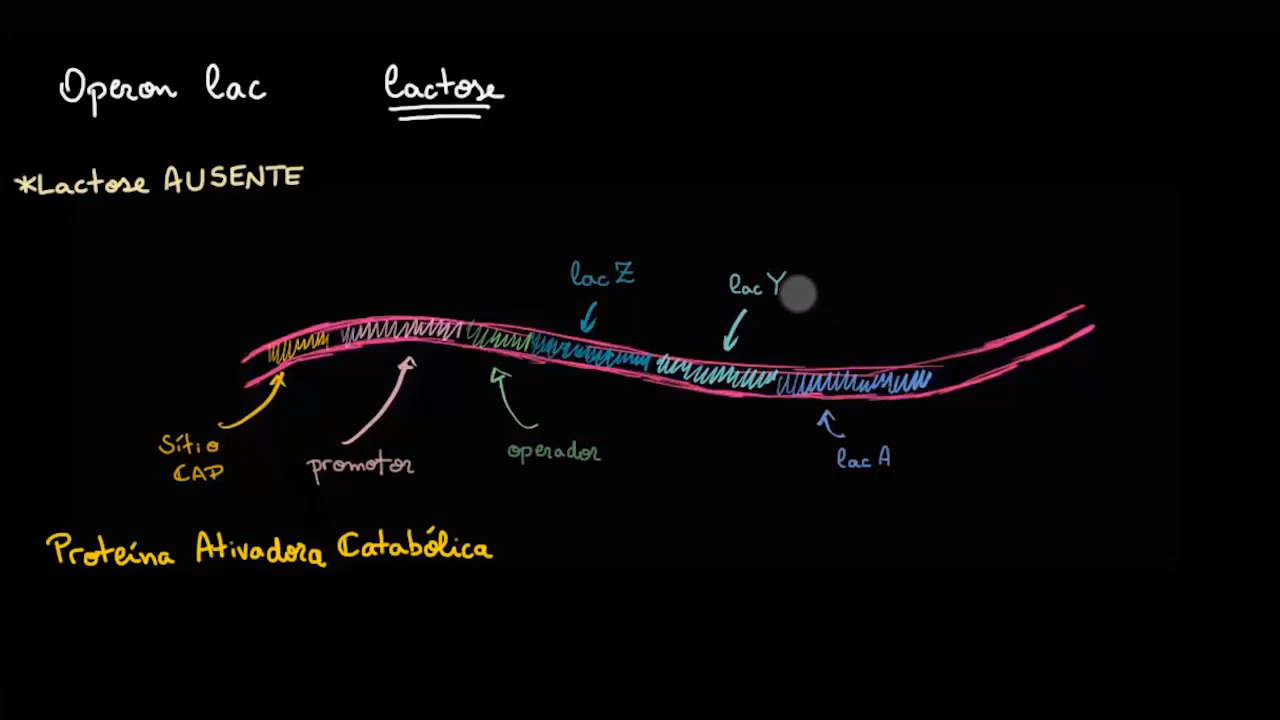 Operon lac lactose
*Lactose AUSENTE
lac Z
lac Y
Sítio
CAP
promotor
operador
lac A
Proteína Ativadora Catabólica